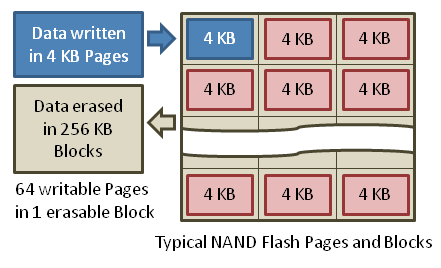 Data written
in 4 KB Pages
4 KB 4 KB 4 KB
4 KB 4 KB 4 KB
Data erased
in 256 KB
Blocks
64 writable Pages
in 1 erasable Block
4 KB 4 KB 4 KB
Typical NAND Flash Pages and Blocks